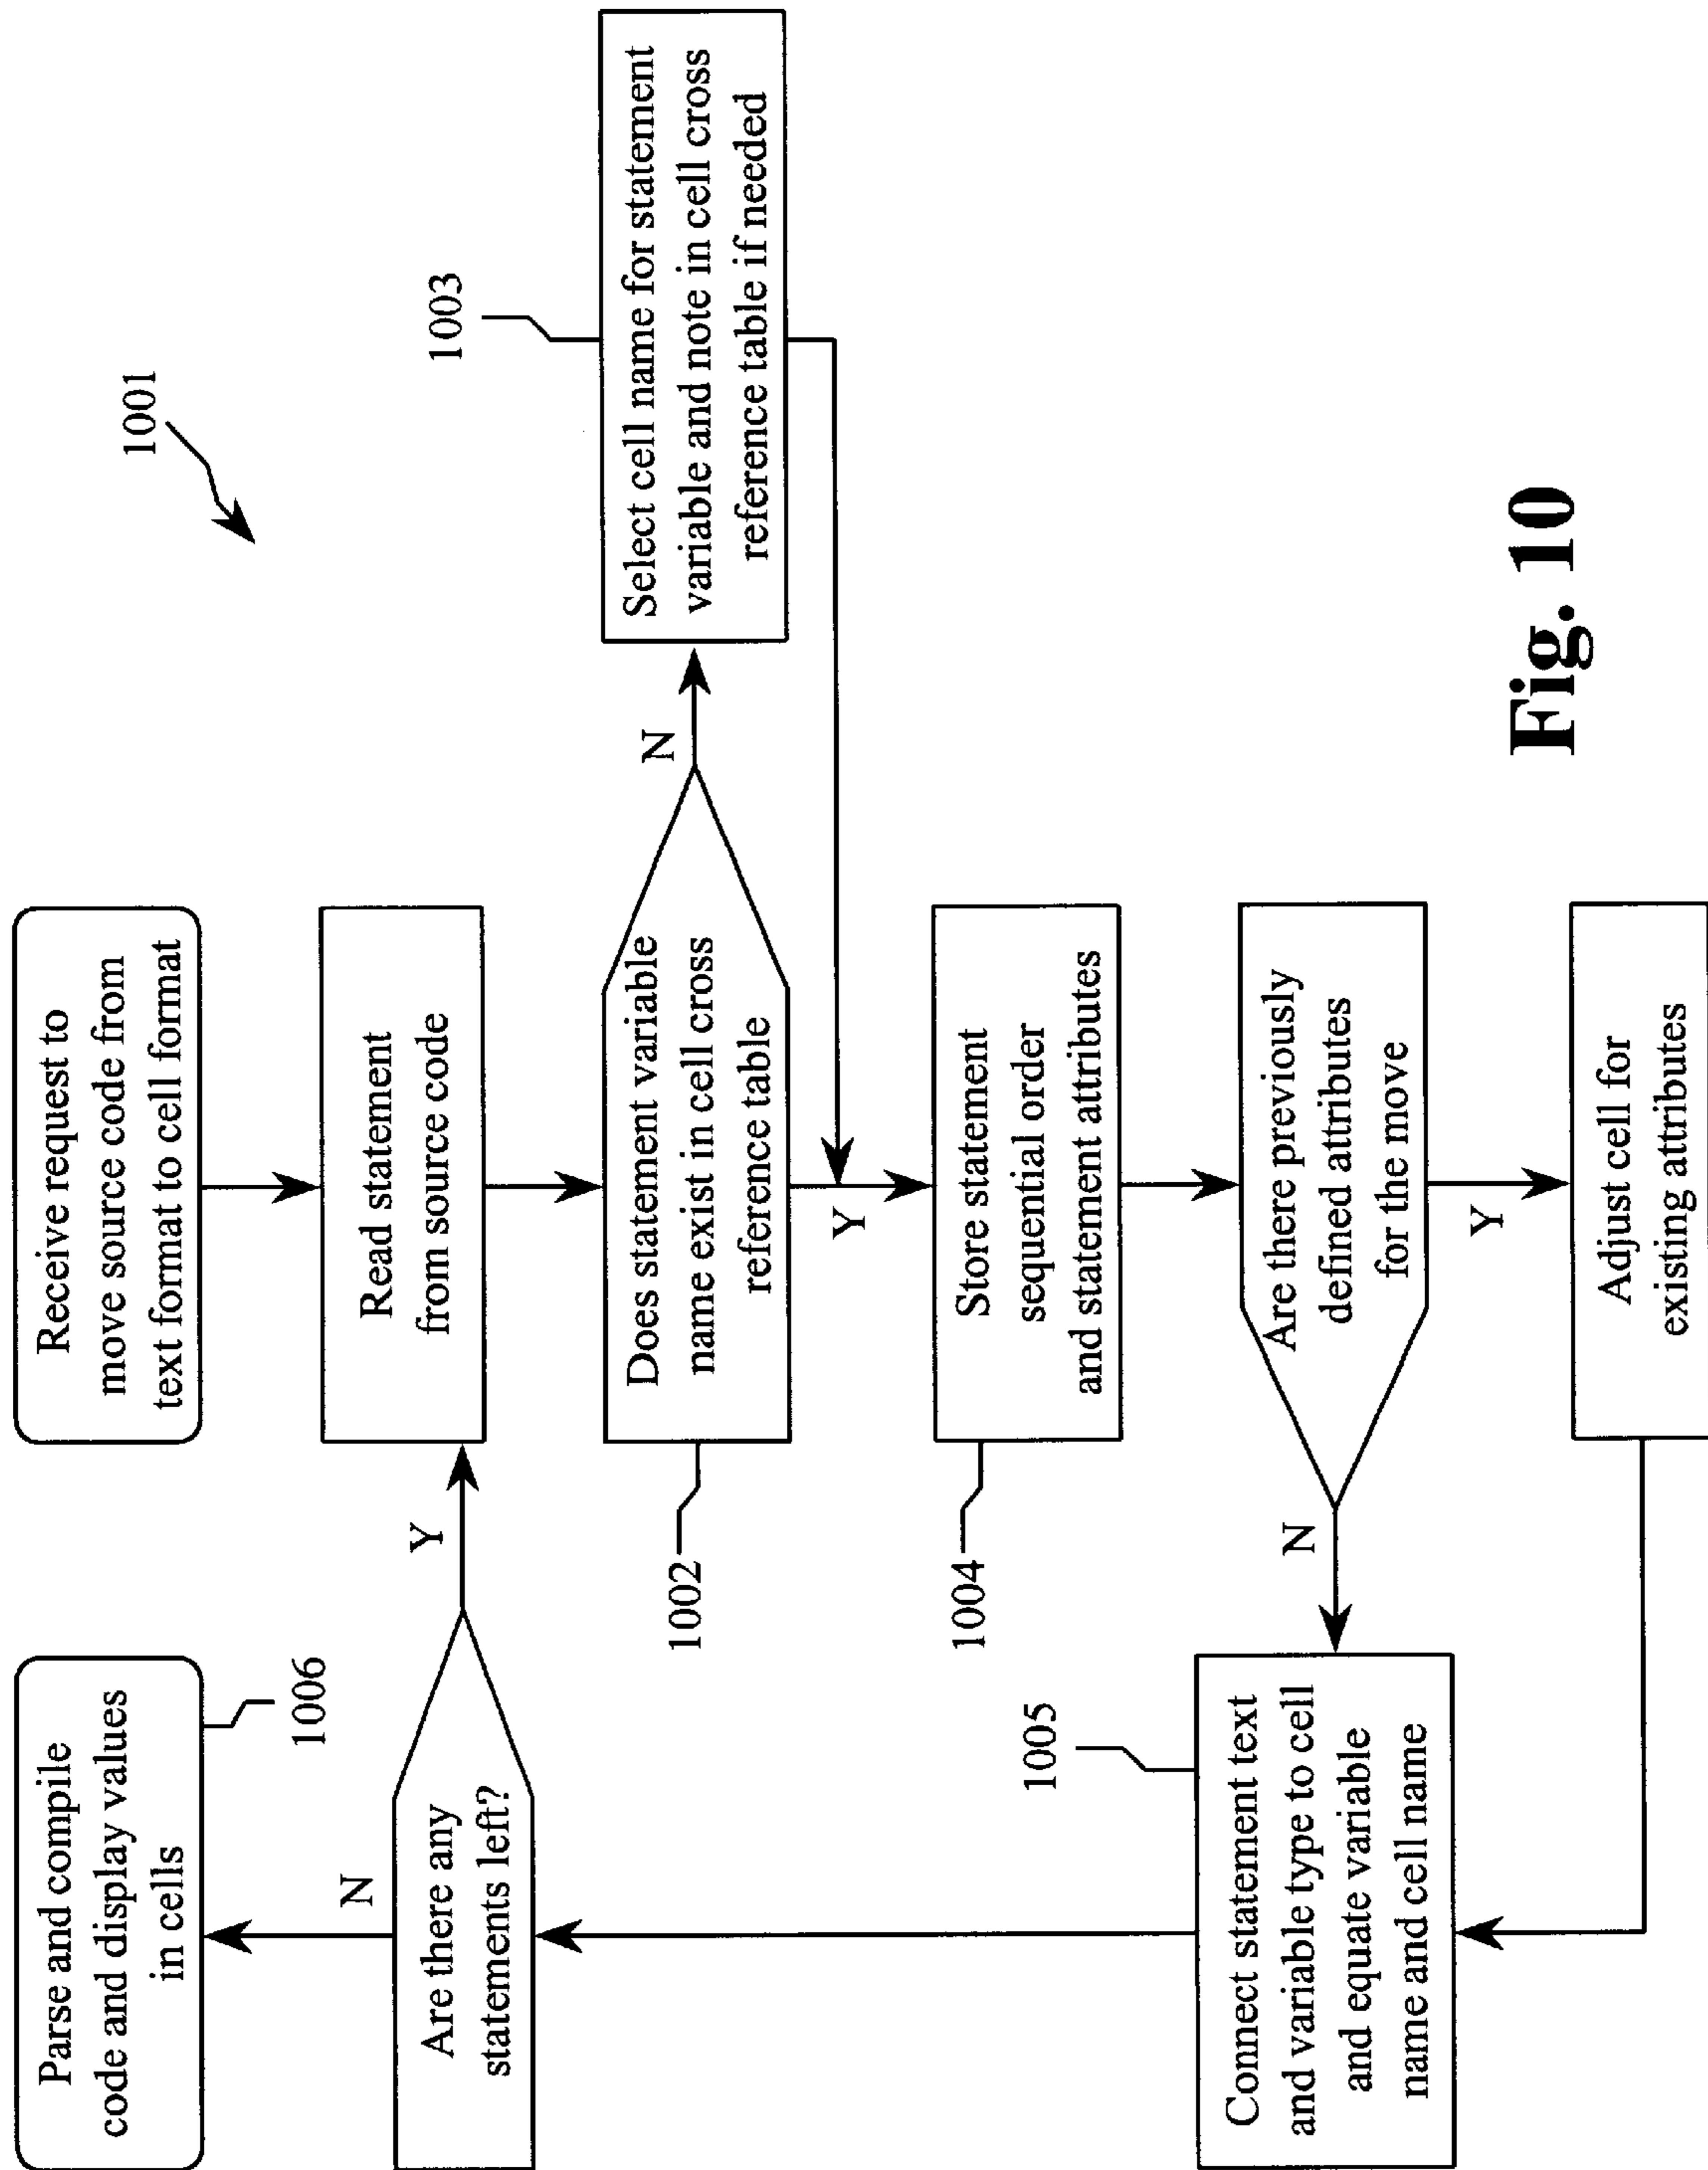 1001
Receive request to
move source code from
text format to cell format
Read statement
from source code
Does statement variable
name exist in cell cross
reference table
N
Y
1002
Select cell name for statement
variable and note in cell cross
reference table if needed
1003
Store statement
sequential order
and statement attributes
1004
Are there previously
defined attributes
for the move
N
Y
Adjust cell for
existing attributes
Connect statement text
and variable type to cell
and equate variable
name and cell name
1005
Are there any
statements left?
Y
N
Parse and compile
code and display values
in cells
1006
Fig. 10